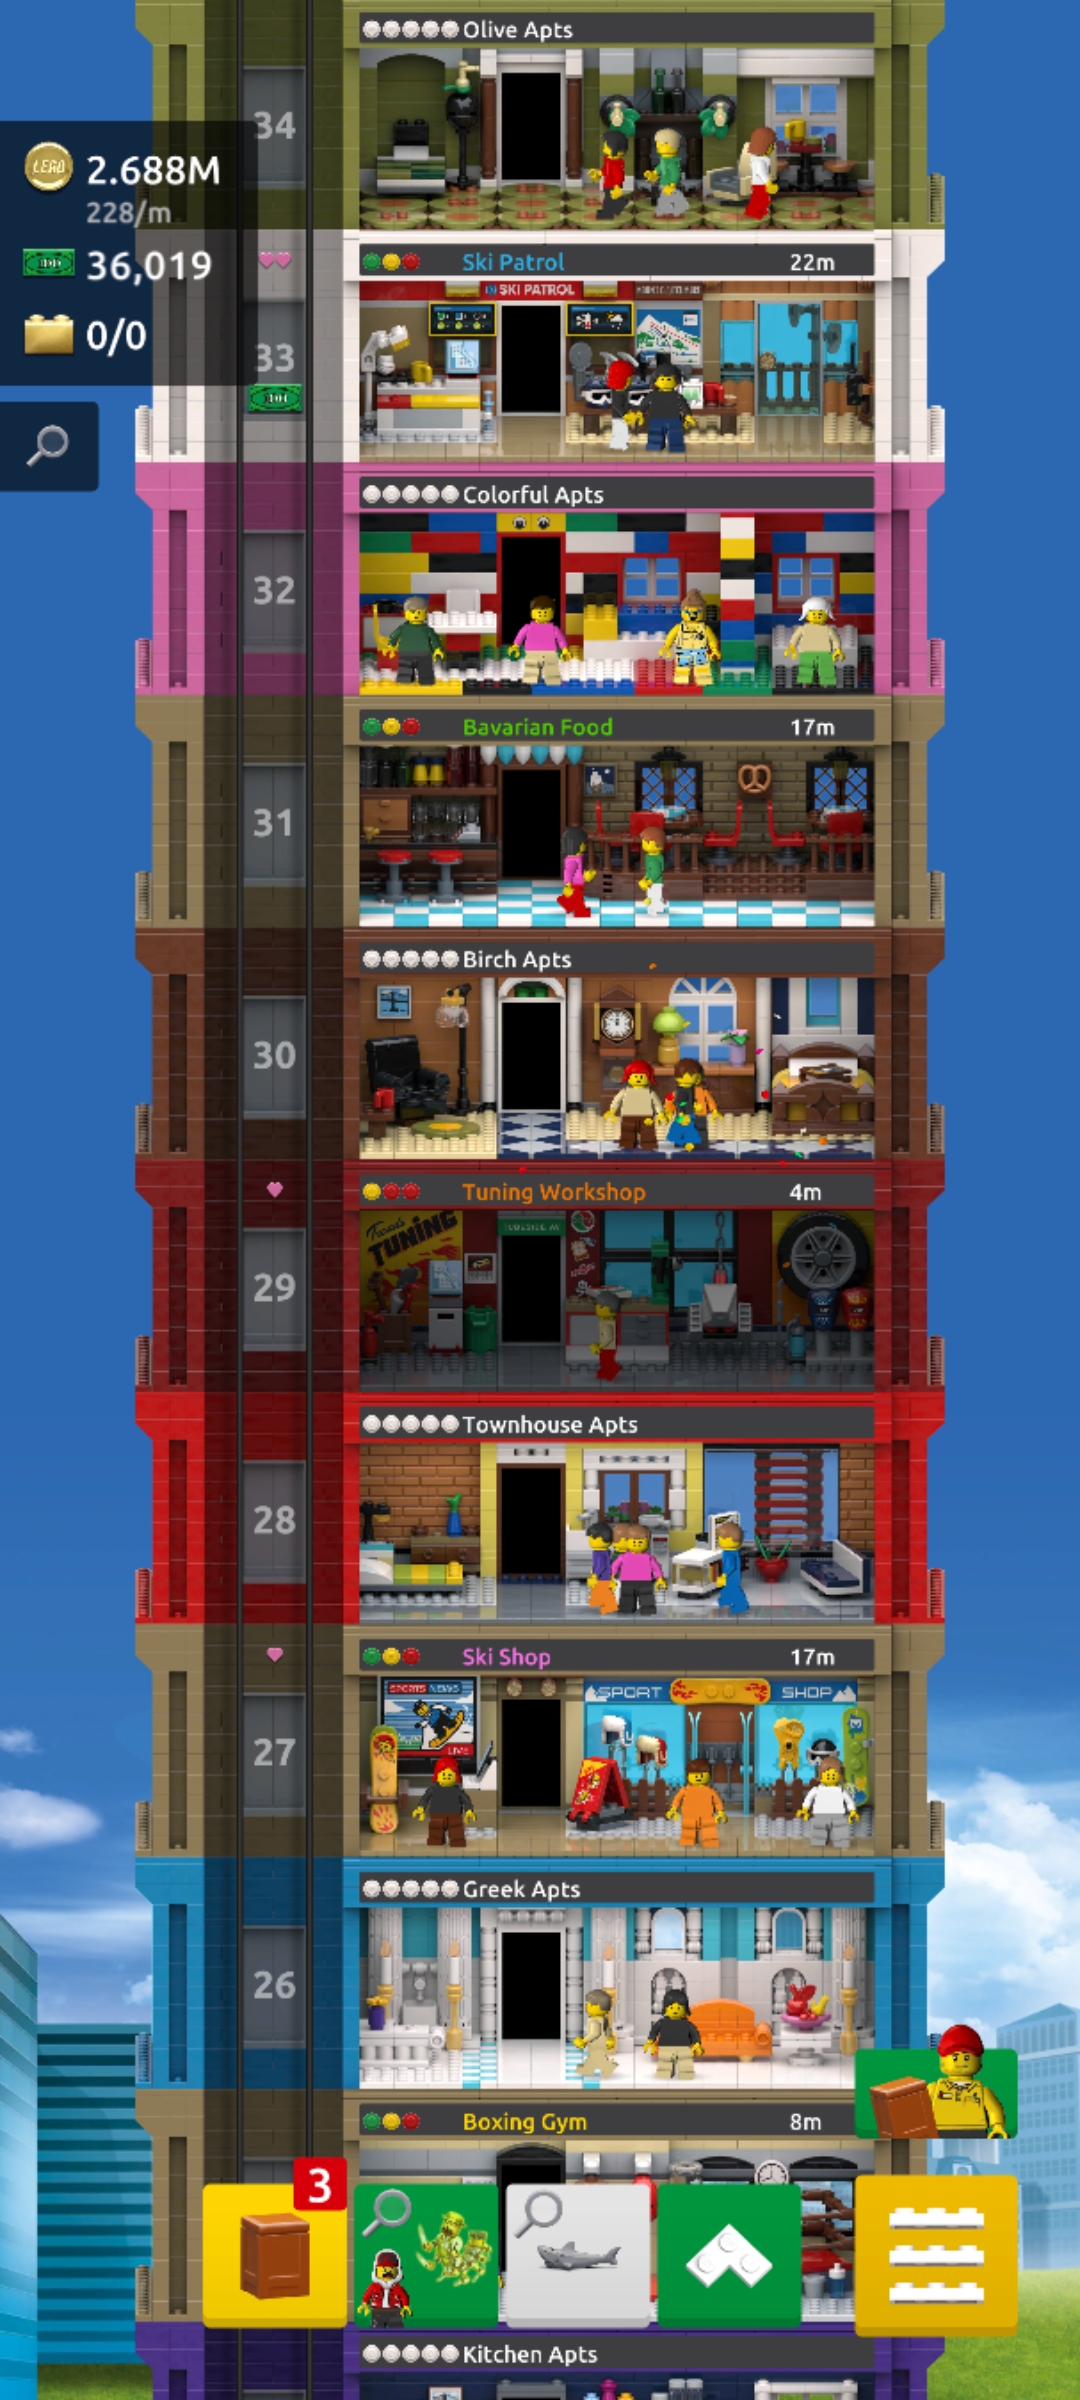 Olive Apts
34
LEGO 2.688M
228/m
36,019
0/0
Ski Patrol 22m
SKI PATROL
33
Colorful Apts
32
Bavarian Food 17m
31
Birch Apts
30
Tuning Workshop 4m
TUNING
29
Townhouse Apts
28
Ski Shop 17m
SPORTS NEWS
LIVE
SPORT SHOP
27
Greek Apts
26
Boxing Gym 8m
3
Kitchen Apts